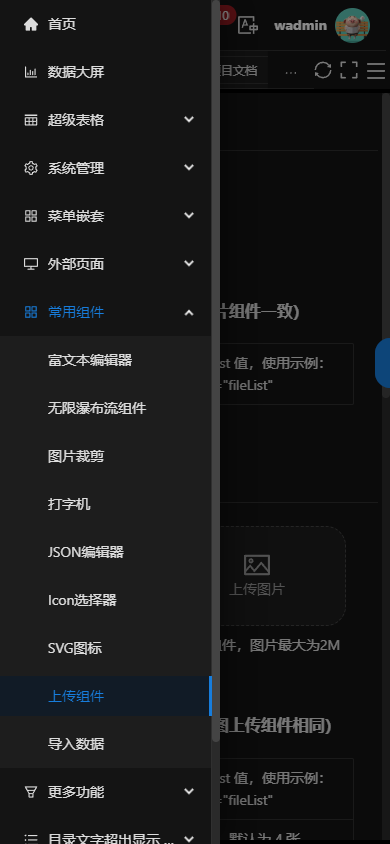 首页
数据大屏
超级表格
系统管理
菜单嵌套
外部页面
常用组件
富文本编辑器
无限瀑布流组件
图片裁剪
打字机
JSON编辑器
Icon选择器
SVG图标
上传组件
导入数据
更多功能
目录文字超出显示 ...
0
wadmin
目文档
...
组件一致)
st 值，使用示例：
="fileList"
上传图片
件，图片最大为2M
图上传组件相同)
st 值，使用示例：
="fileList"
默认为 4 张